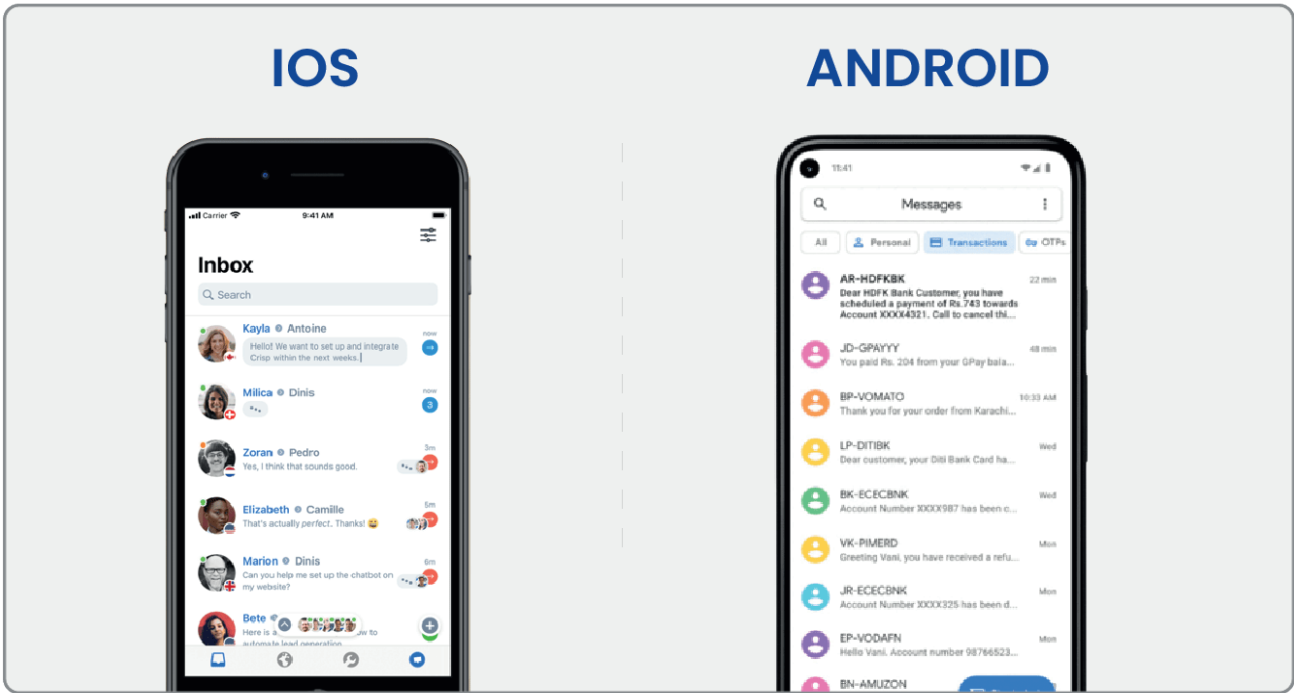 IOS
Carrier
9:41 AM
Inbox
Search
Kayla Antoine
now
Hello! We want to set up and integrate
Crisp within the next weeks.
Milica Dinis
now
3
Zoran Pedro
3m
Yes, I think that sounds good.
Elizabeth Camille
5m
That's actually perfect. Thanks! 😄
Marion Dinis
6m
Can you help me set up the chatbot on
my website?
Bete
Here is a ow to
automate lead generation
ANDROID
11:41
Messages
All Personal Transactions OTPs
AR-HDFKBK
22 min
Dear HDFK Bank Customer, you have
scheduled a payment of Rs.743 towards
Account XXXX4321. Call to cancel thi...
JD-GPAYYY
48 min
You paid Rs. 204 from your GPay bala...
BP-VOMATO
10:33 AM
Thank you for your order from Karachi...
LP-DITIBK
Wed
Dear customer, your Diti Bank Card ha...
BK-ECECBNK
Wed
Account Number XXXX987 has been c...
VK-PIMERD
Mon
Greeting Vani, you have received a refu...
JR-ECECBNK
Mon
Account Number XXXX325 has been d...
EP-VODAFN
Mon
Hello Vani. Account number 98766523...
BN-AMUZON